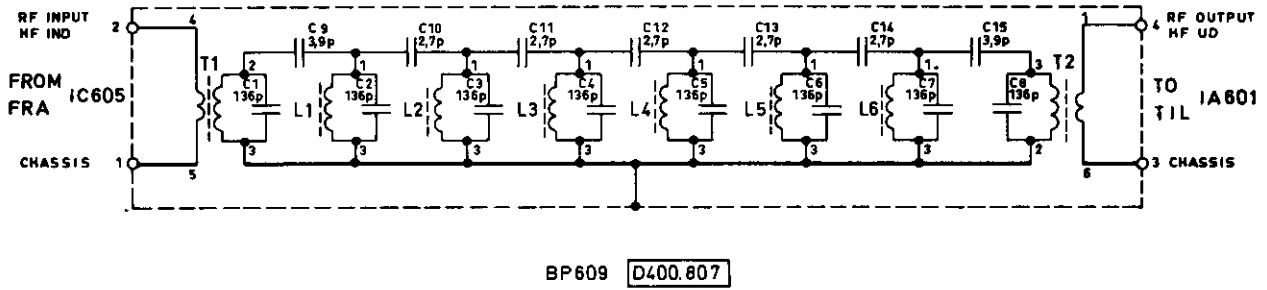 RF INPUT
HF IND
2
4
C9
3,9p
C10
2,7p
C11
2,7p
C12
2,7p
C13
2,7p
C14
2,7p
C15
3,9p
1
4
RF OUTPUT
HF UD
FROM
FRA
IC605
T1
2
C1
136p
3
L1
1
C2
136p
3
L2
1
C3
136p
3
L3
1
C4
136p
3
L4
1
C5
136p
3
L5
1
C6
136p
3
L6
1
C7
136p
3
C8
136p
3
T2
2
TO
TIL
IA601
CHASSIS
1
5
6
3
CHASSIS
BP609 D400.807